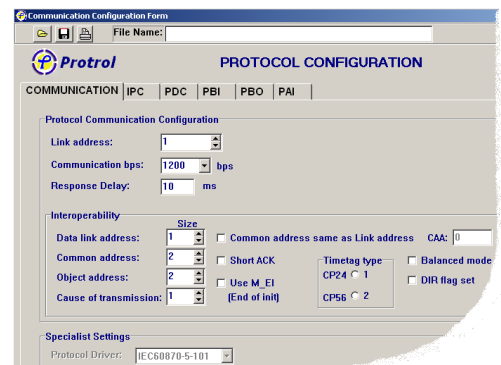 Communication Configuration Form
File Name:
Protrol PROTOCOL CONFIGURATION
COMMUNICATION IPC PDC PBI PBO PAI
Protocol Communication Configuration
Link address: 1
Communication bps: 1200 bps
Response Delay: 10 ms
Interoperability
Size
Data link address: 1 Common address same as Link address CAA: 0
Common address: 2 Short ACK Timetag type Balanced mode
Object address: 2 Use M_EI CP24 1 DIR flag set
Cause of transmission: 1 (End of init) CP56 2
Specialist Settings
Protocol Driver: IEC60870-5-101